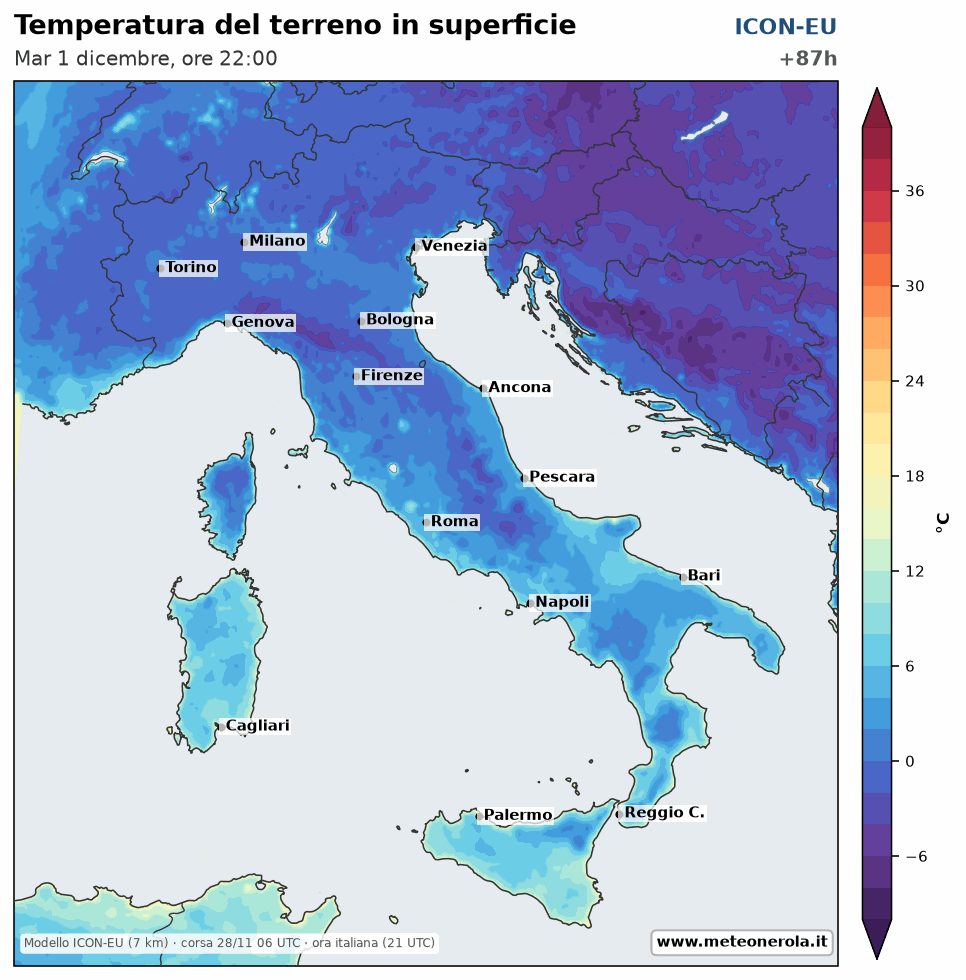 Temperatura del terreno in superficie
ICON-EU
Mar 1 dicembre, ore 22:00
+87h
Milano
Venezia
Torino
Genova
Bologna
Firenze
Ancona
Pescara
Roma
Bari
Napoli
Cagliari
Palermo
Reggio C.
36
30
24
18
12
6
0
−6
°C
Modello ICON-EU (7 km) · corsa 28/11 06 UTC · ora italiana (21 UTC)
www.meteonerola.it